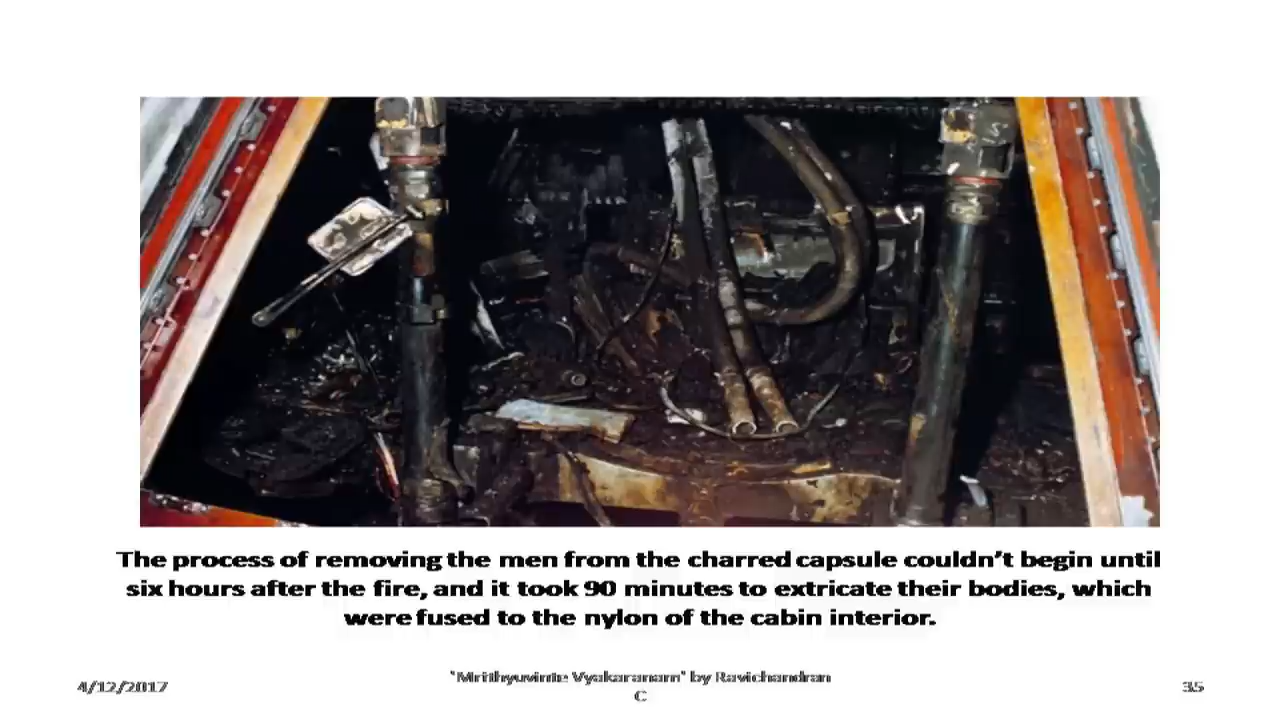 The process of removing the men from the charred capsule couldn't begin until
six hours after the fire, and it took 90 minutes to extricate their bodies, which
were fused to the nylon of the cabin interior.
4/12/2017
"Mrithyuvinte Vyakaranam" by Ravichandran
C
35